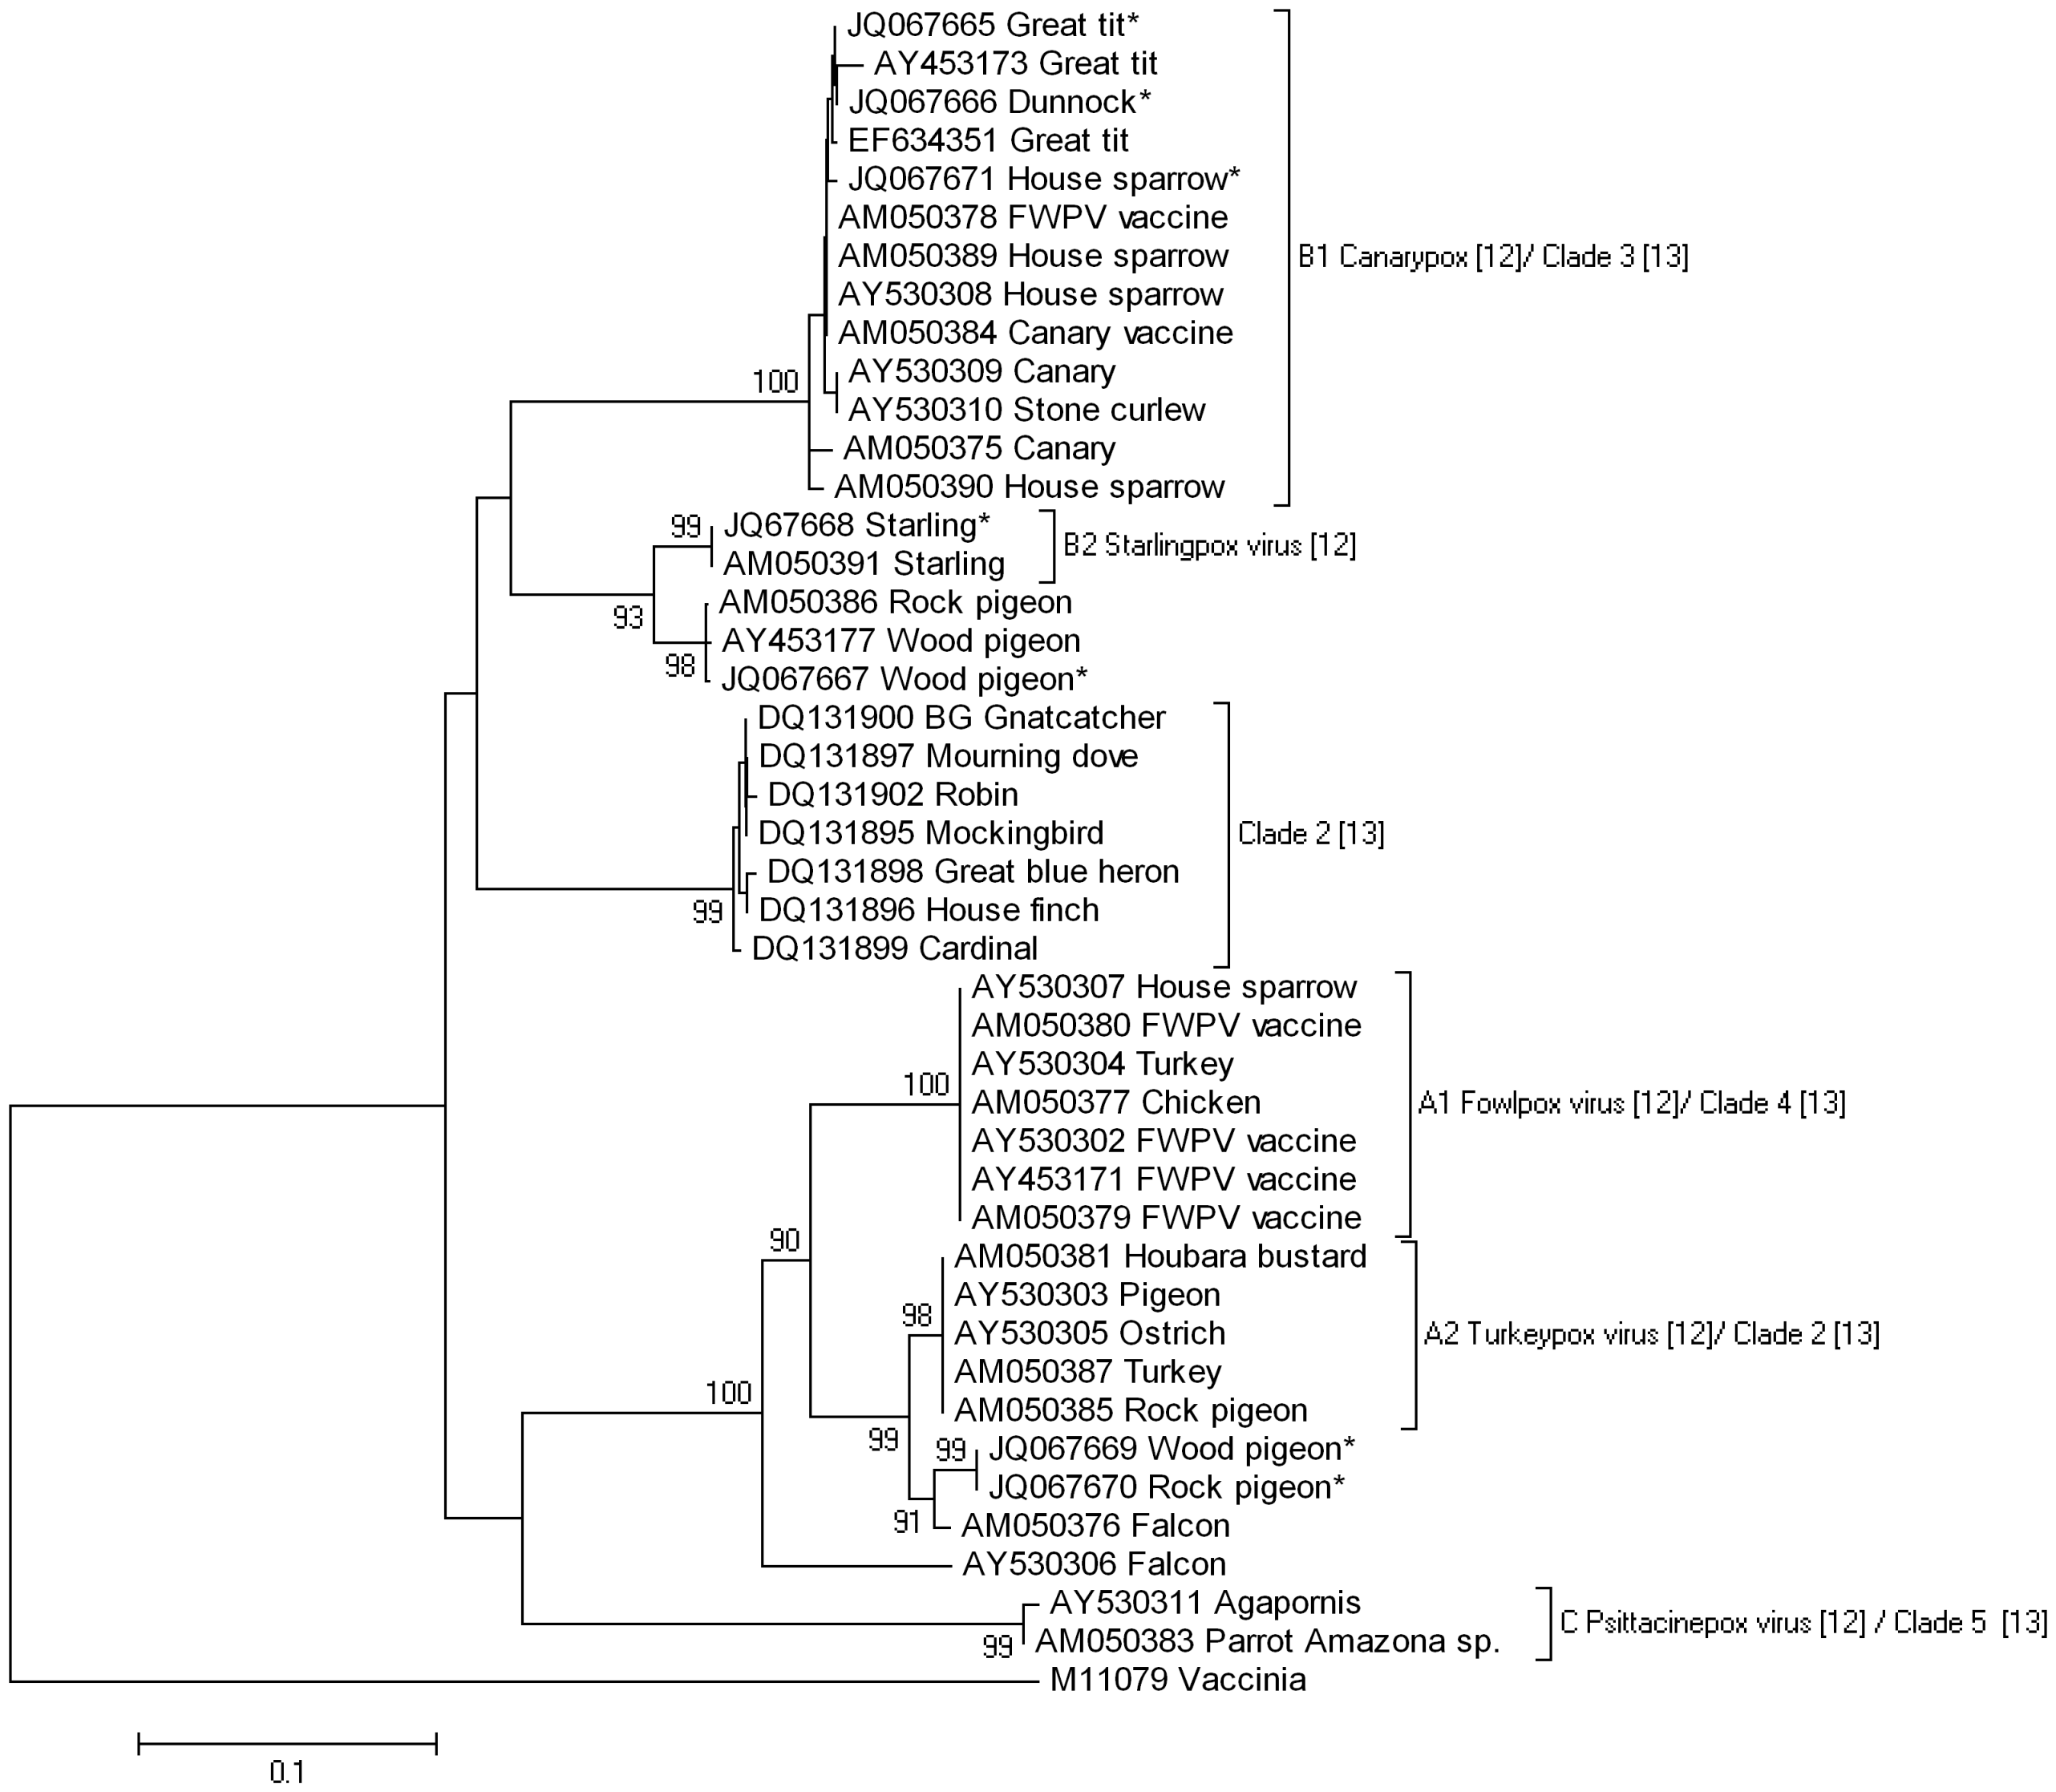 JQ067665 Great tit*
AY453173 Great tit
JQ067666 Dunnock*
EF634351 Great tit
JQ067671 House sparrow*
AM050378 FWPV vaccine
AM050389 House sparrow
B1 Canarypox [12]/ Clade 3 [13]
AY530308 House sparrow
AM050384 Canary vaccine
AY530309 Canary
100
AY530310 Stone curlew
AM050375 Canary
AM050390 House sparrow
99
JQ67668 Starling*
B2 Starlingpox virus [12]
AM050391 Starling
AM050386 Rock pigeon
93
AY453177 Wood pigeon
98
JQ067667 Wood pigeon*
DQ131900 BG Gnatcatcher
DQ131897 Mourning dove
DQ131902 Robin
DQ131895 Mockingbird
Clade 2 [13]
DQ131898 Great blue heron
DQ131896 House finch
99
DQ131899 Cardinal
AY530307 House sparrow
AM050380 FWPV vaccine
AY530304 Turkey
100
AM050377 Chicken
A1 Fowlpox virus [12]/ Clade 4 [13]
AY530302 FWPV vaccine
AY453171 FWPV vaccine
AM050379 FWPV vaccine
90
AM050381 Houbara bustard
AY530303 Pigeon
98
AY530305 Ostrich
A2 Turkeypox virus [12]/ Clade 2 [13]
AM050387 Turkey
100
AM050385 Rock pigeon
99
99
JQ067669 Wood pigeon*
JQ067670 Rock pigeon*
91
AM050376 Falcon
AY530306 Falcon
AY530311 Agapornis
C Psittacinepox virus [12] / Clade 5 [13]
99
AM050383 Parrot Amazona sp.
M11079 Vaccinia
0.1